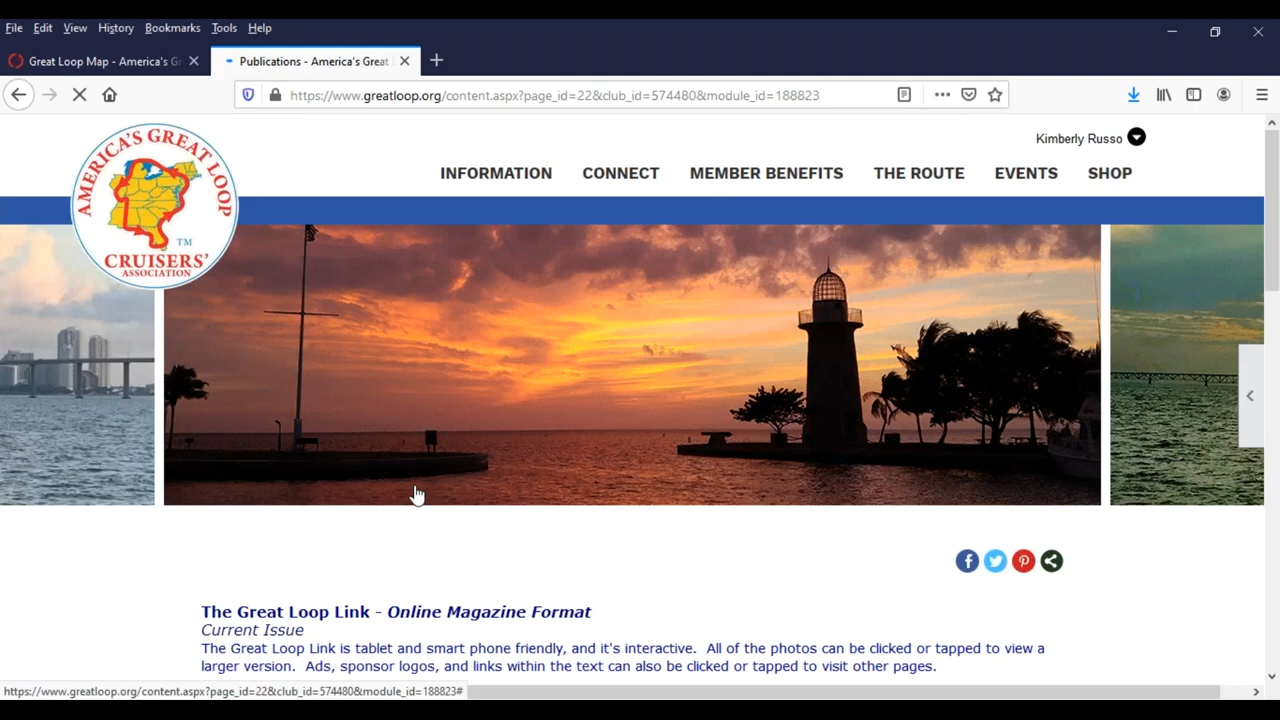 File Edit View History Bookmarks Tools Help
Great Loop Map - America's Gr
Publications - America's Great
https://www.greatloop.org/content.aspx?page_id=22&club_id=574480&module_id=188823
Kimberly Russo
AMERICA'S GREAT LOOP
TM
CRUISERS'
ASSOCIATION
INFORMATION CONNECT MEMBER BENEFITS THE ROUTE EVENTS SHOP
The Great Loop Link - Online Magazine Format
Current Issue
The Great Loop Link is tablet and smart phone friendly, and it's interactive. All of the photos can be clicked or tapped to view a
larger version. Ads, sponsor logos, and links within the text can also be clicked or tapped to visit other pages.
https://www.greatloop.org/content.aspx?page_id=22&club_id=574480&module_id=188823#